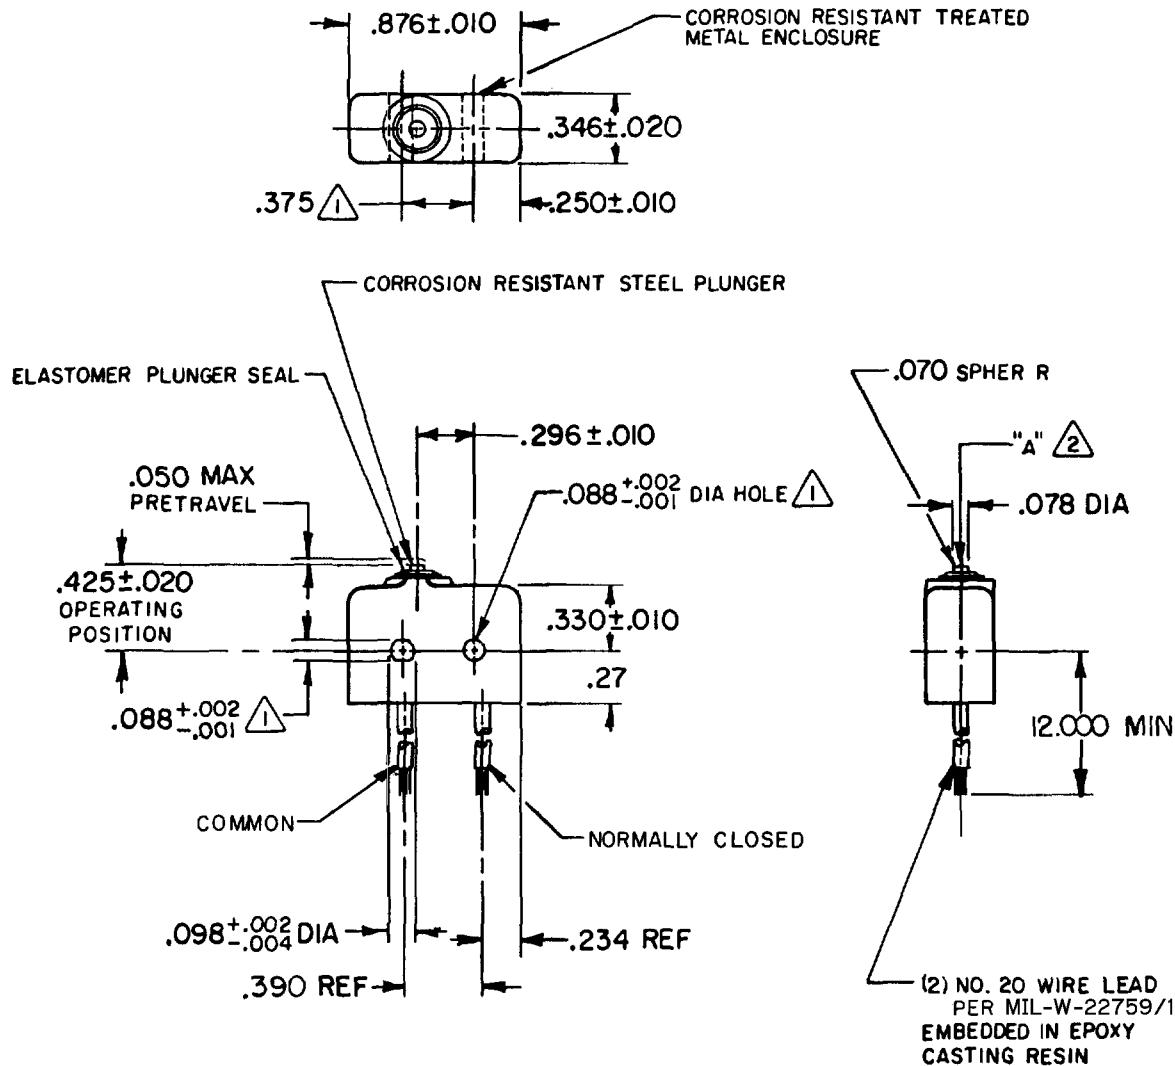 .876±.010
CORROSION RESISTANT TREATED
METAL ENCLOSURE
.346±.020
.375 1
.250±.010
CORROSION RESISTANT STEEL PLUNGER
ELASTOMER PLUNGER SEAL
.070 SPHER R
.296±.010
"A" 2
.050 MAX
PRETRAVEL
.088 +.002 -.001 DIA HOLE 1
.078 DIA
.425±.020
OPERATING
POSITION
.330±.010
.27
.088 +.002 -.001 1
12.000 MIN
COMMON
NORMALLY CLOSED
.098 +.002 -.004 DIA
.234 REF
.390 REF
(2) NO. 20 WIRE LEAD
PER MIL-W-22759/1
EMBEDDED IN EPOXY
CASTING RESIN